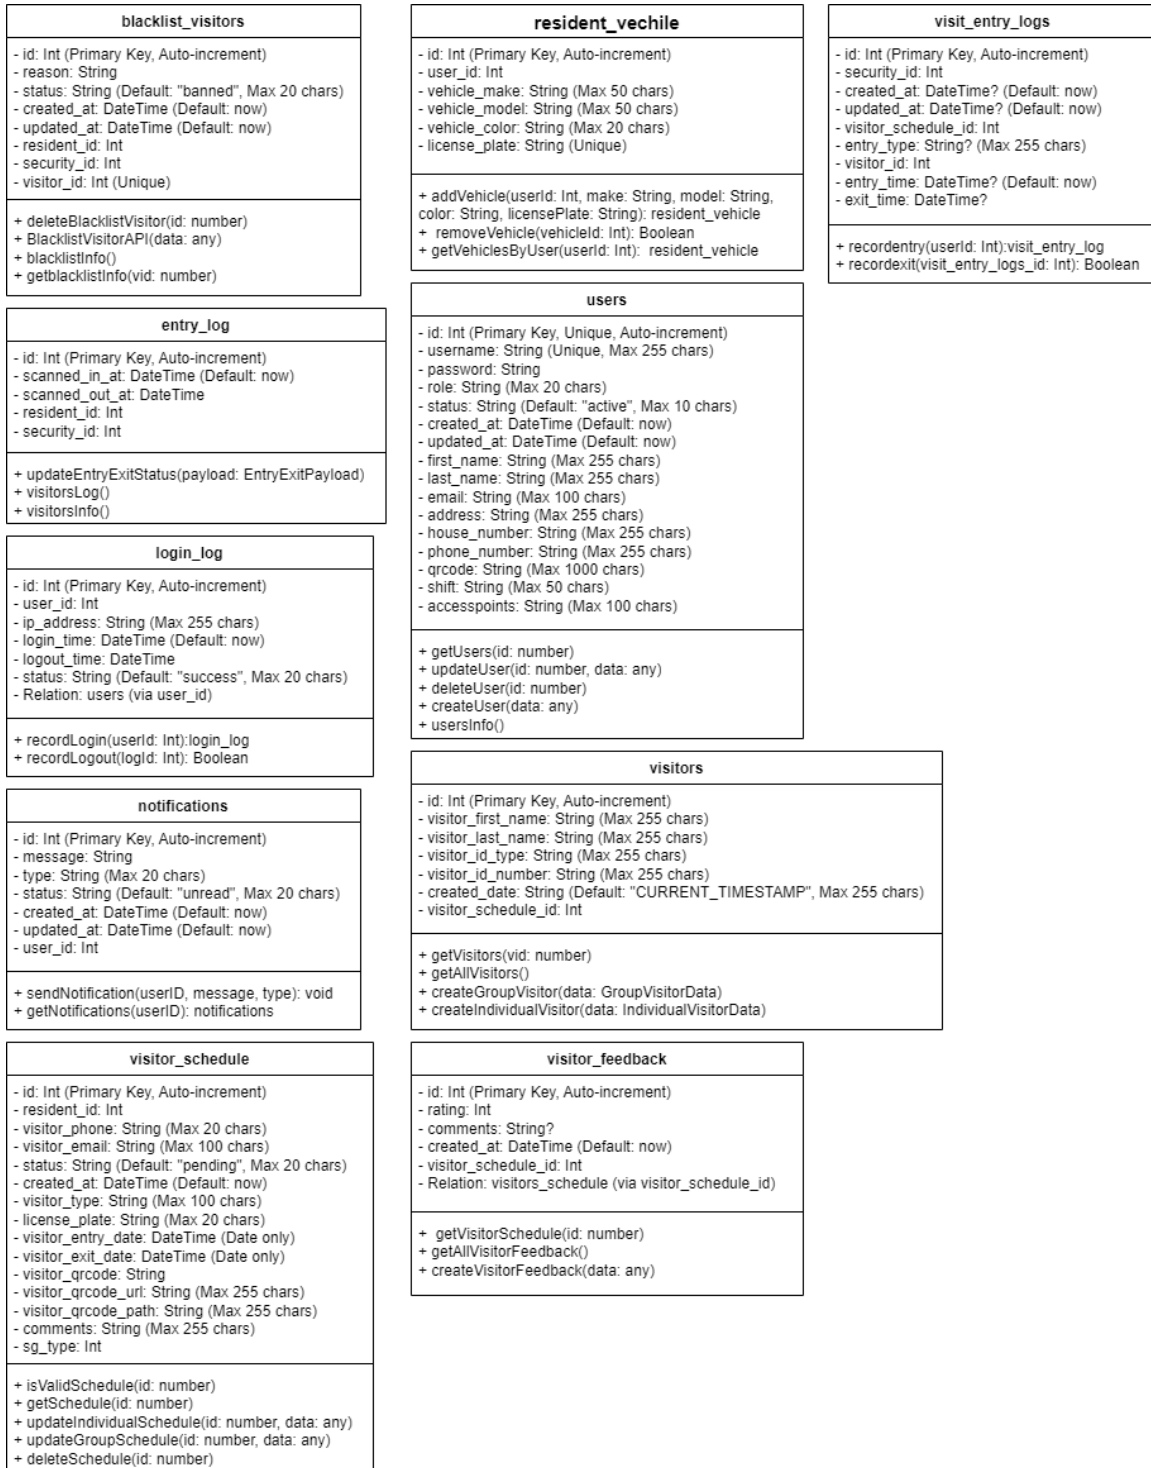 blacklist_visitors
- id: Int (Primary Key, Auto-increment)
- reason: String
- status: String (Default: "banned", Max 20 chars)
- created_at: DateTime (Default: now)
- updated_at: DateTime (Default: now)
- resident_id: Int
- security_id: Int
- visitor_id: Int (Unique)
+ deleteBlacklistVisitor(id: number)
+ BlacklistVisitorAPI(data: any)
+ blacklistInfo()
+ getblacklistInfo(vid: number)
entry_log
- id: Int (Primary Key, Auto-increment)
- scanned_in_at: DateTime (Default: now)
- scanned_out_at: DateTime
- resident_id: Int
- security_id: Int
+ updateEntryExitStatus(payload: EntryExitPayload)
+ visitorsLog()
+ visitorsInfo()
login_log
- id: Int (Primary Key, Auto-increment)
- user_id: Int
- ip_address: String (Max 255 chars)
- login_time: DateTime (Default: now)
- logout_time: DateTime
- status: String (Default: "success", Max 20 chars)
- Relation: users (via user_id)
+ recordLogin(userId: Int):login_log
+ recordLogout(logId: Int): Boolean
notifications
- id: Int (Primary Key, Auto-increment)
- message: String
- type: String (Max 20 chars)
- status: String (Default: "unread", Max 20 chars)
- created_at: DateTime (Default: now)
- updated_at: DateTime (Default: now)
- user_id: Int
+ sendNotification(userID, message, type): void
+ getNotifications(userID): notifications
visitor_schedule
- id: Int (Primary Key, Auto-increment)
- resident_id: Int
- visitor_phone: String (Max 20 chars)
- visitor_email: String (Max 100 chars)
- status: String (Default: "pending", Max 20 chars)
- created_at: DateTime (Default: now)
- visitor_type: String (Max 100 chars)
- license_plate: String (Max 20 chars)
- visitor_entry_date: DateTime (Date only)
- visitor_exit_date: DateTime (Date only)
- visitor_qrcode: String
- visitor_qrcode_url: String (Max 255 chars)
- visitor_qrcode_path: String (Max 255 chars)
- comments: String (Max 255 chars)
- sg_type: Int
+ isValidSchedule(id: number)
+ getSchedule(id: number)
+ updateIndividualSchedule(id: number, data: any)
+ updateGroupSchedule(id: number, data: any)
+ deleteSchedule(id: number)
resident_vechile
- id: Int (Primary Key, Auto-increment)
- user_id: Int
- vehicle_make: String (Max 50 chars)
- vehicle_model: String (Max 50 chars)
- vehicle_color: String (Max 20 chars)
- license_plate: String (Unique)
+ addVehicle(userId: Int, make: String, model: String,
color: String, licensePlate: String): resident_vehicle
+ removeVehicle(vehicleId: Int): Boolean
+ getVehiclesByUser(userId: Int): resident_vehicle
users
- id: Int (Primary Key, Unique, Auto-increment)
- username: String (Unique, Max 255 chars)
- password: String
- role: String (Max 20 chars)
- status: String (Default: "active", Max 10 chars)
- created_at: DateTime (Default: now)
- updated_at: DateTime (Default: now)
- first_name: String (Max 255 chars)
- last_name: String (Max 255 chars)
- email: String (Max 100 chars)
- address: String (Max 255 chars)
- house_number: String (Max 255 chars)
- phone_number: String (Max 255 chars)
- qrcode: String (Max 1000 chars)
- shift: String (Max 50 chars)
- accesspoints: String (Max 100 chars)
+ getUsers(id: number)
+ updateUser(id: number, data: any)
+ deleteUser(id: number)
+ createUser(data: any)
+ usersInfo()
visitors
- id: Int (Primary Key, Auto-increment)
- visitor_first_name: String (Max 255 chars)
- visitor_last_name: String (Max 255 chars)
- visitor_id_type: String (Max 255 chars)
- visitor_id_number: String (Max 255 chars)
- created_date: String (Default: "CURRENT_TIMESTAMP", Max 255 chars)
- visitor_schedule_id: Int
+ getVisitors(vid: number)
+ getAllVisitors()
+ createGroupVisitor(data: GroupVisitorData)
+ createIndividualVisitor(data: IndividualVisitorData)
visitor_feedback
- id: Int (Primary Key, Auto-increment)
- rating: Int
- comments: String?
- created_at: DateTime (Default: now)
- visitor_schedule_id: Int
- Relation: visitors_schedule (via visitor_schedule_id)
+ getVisitorSchedule(id: number)
+ getAllVisitorFeedback()
+ createVisitorFeedback(data: any)
visit_entry_logs
- id: Int (Primary Key, Auto-increment)
- security_id: Int
- created_at: DateTime? (Default: now)
- updated_at: DateTime? (Default: now)
- visitor_schedule_id: Int
- entry_type: String? (Max 255 chars)
- visitor_id: Int
- entry_time: DateTime? (Default: now)
- exit_time: DateTime?
+ recordentry(userId: Int):visit_entry_log
+ recordexit(visit_entry_logs_id: Int): Boolean